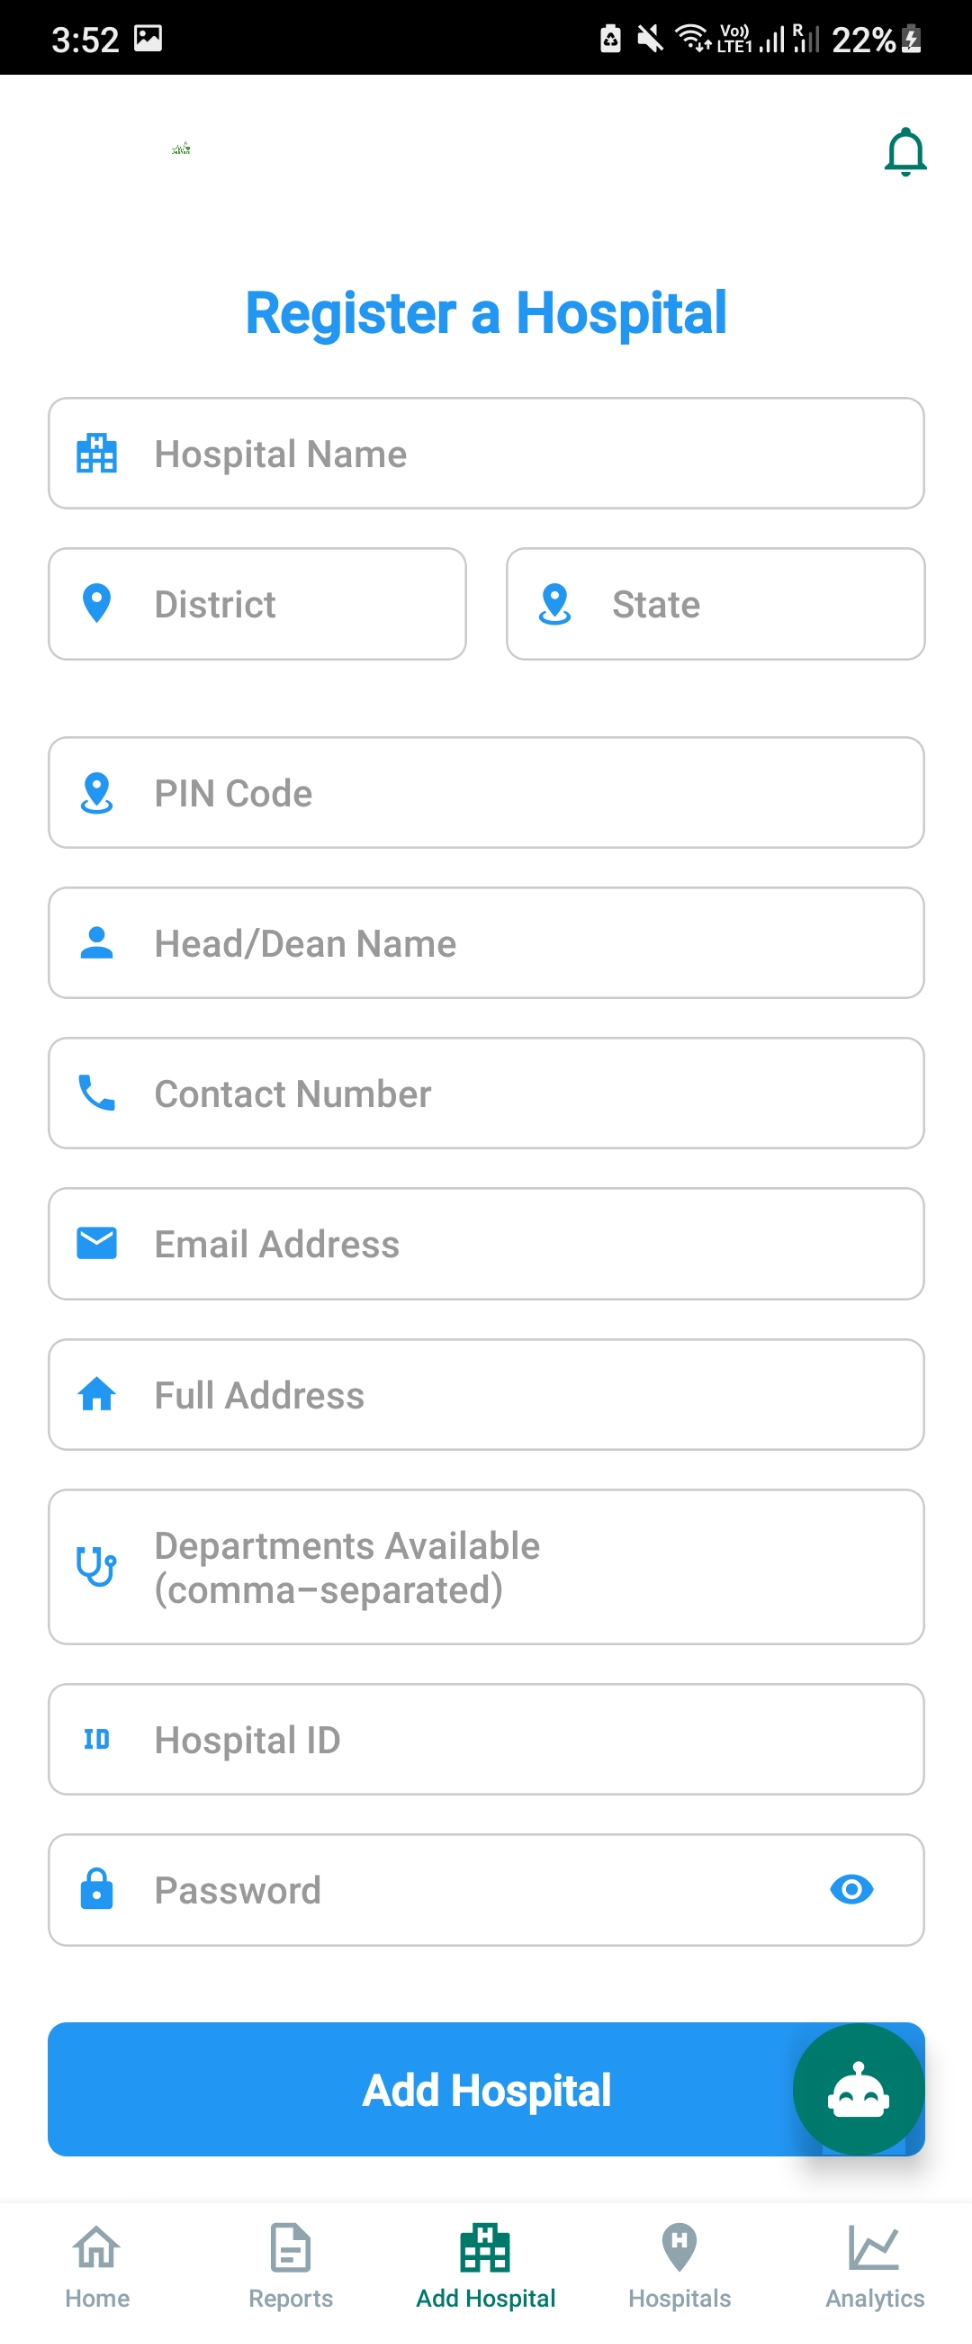 3:52
Vo)) R 22%
LTE1
Register a Hospital
Hospital Name
District
State
PIN Code
Head/Dean Name
Contact Number
Email Address
Full Address
Departments Available
(comma-separated)
ID Hospital ID
Password
Add Hospital
Home
Reports
Add Hospital
Hospitals
Analytics